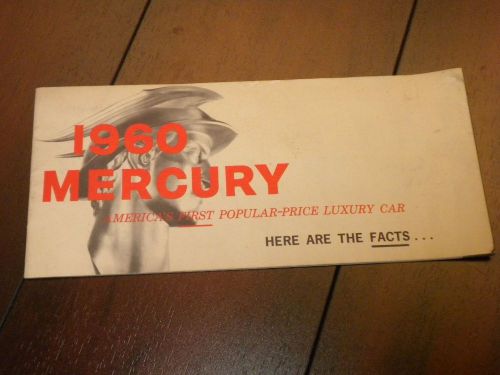 1960
MERCURY
AMERICA'S FIRST POPULAR-PRICE LUXURY CAR
HERE ARE THE FACTS...